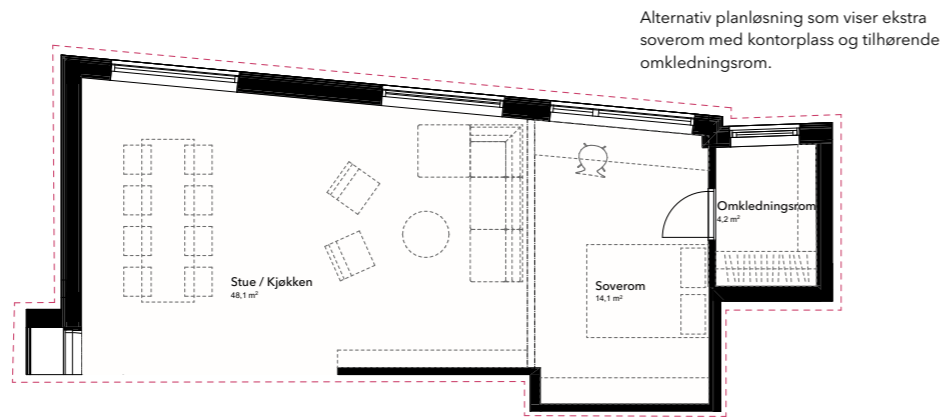 Alternativ planløsning som viser ekstra
soverom med kontorplass og tilhørende
omkledningsrom.
Omkledningsrom
4,2 m²
Stue / Kjøkken
48,1 m²
Soverom
14,1 m²